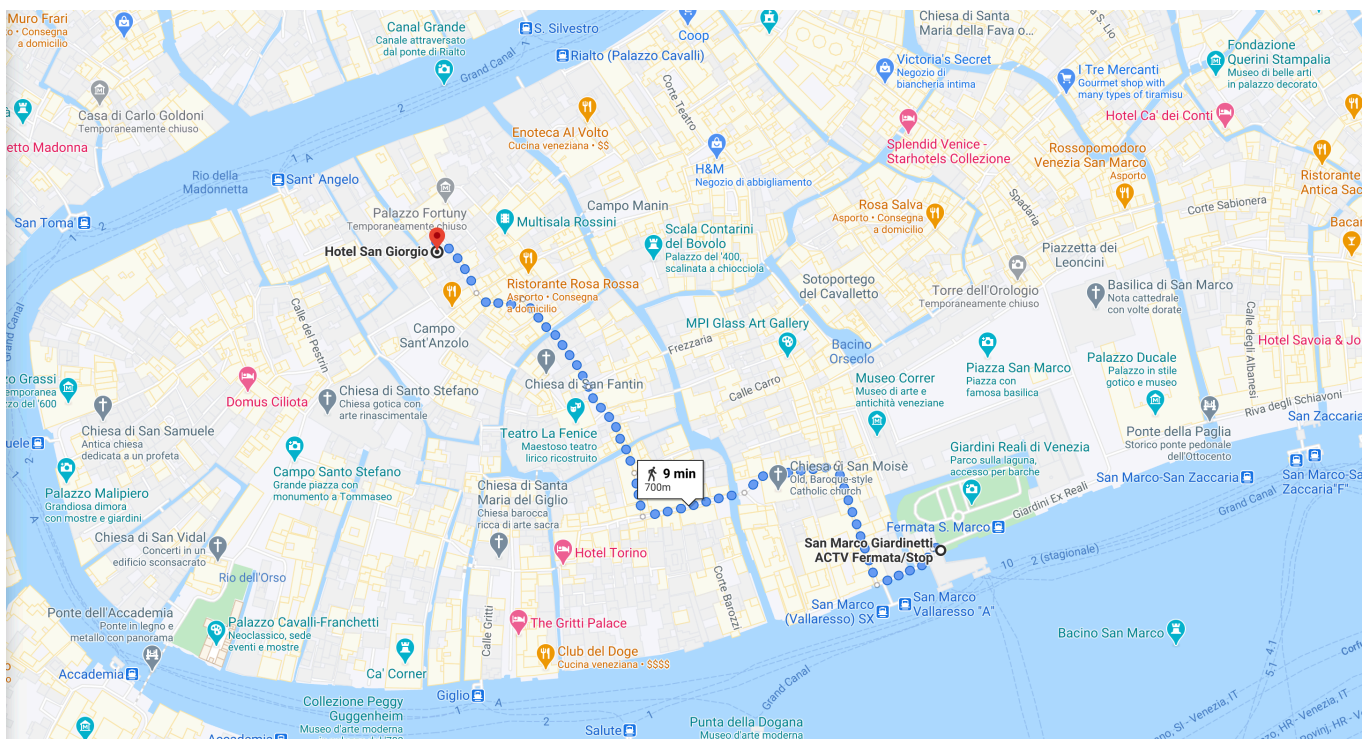 Muro Frari
o • Consegna
a domicilio
Canal Grande
Canale attraversato
dal ponte di Rialto
S. Silvestro
Coop
Chiesa di Santa
Maria della Fava o...
S. Lio
Rialto (Palazzo Cavalli)
Grand Canal
Victoria's Secret
Negozio di
biancheria intima
I Tre Mercanti
Gourmet shop with
many types of tiramisu
Fondazione
Querini Stampalia
Museo di belle arti
in palazzo decorato
Casa di Carlo Goldoni
Temporaneamente chiuso
etto Madonna
Corte Teatro
Enoteca Al Volto
Cucina veneziana • $$
Hotel Ca' dei Conti
Splendid Venice -
Starhotels Collezione
Rossopomodoro
Venezia San Marco
Asporto
Ristorante
Antica Sac
H&M
Negozio di abbigliamento
Rio della
Madonnetta
Sant' Angelo
San Toma
Palazzo Fortuny
Temporaneamente chiuso
Multisala Rossini
Campo Manin
Rosa Salva
Asporto • Consegna
a domicilio
Spadaria
Corte Sabionera
Bacar
Hotel San Giorgio
Scala Contarini
del Bovolo
Palazzo del '400,
scalinata a chiocciola
Piazzetta dei
Leoncini
Ristorante Rosa Rossa
Asporto • Consegna
a domicilio
Sotoportego
del Cavalletto
Torre dell'Orologio
Temporaneamente chiuso
Basilica di San Marco
Nota cattedrale
con volte dorate
Grand Canal
Calle del Pestrin
Campo
Sant'Anzolo
MPI Glass Art Gallery
Frezzaria
Bacino
Orseolo
Calle degli Albanesi
Hotel Savoia & Jo
Chiesa di San Fantin
Calle Carro
Museo Correr
Museo di arte e
antichità veneziane
Piazza San Marco
Piazza con
famosa basilica
Palazzo Ducale
Palazzo in stile
gotico e museo
zo Grassi
temporanea
zzo del '600
Domus Ciliota
Chiesa di Santo Stefano
Chiesa gotica con
arte rinascimentale
Riva degli Schiavoni
San Zaccaria
Chiesa di San Samuele
Antica chiesa
dedicata a un profeta
uele
Teatro La Fenice
Maestoso teatro
lirico ricostruito
Ponte della Paglia
Storico ponte pedonale
dell'Ottocento
Giardini Reali di Venezia
Parco sulla laguna,
accesso per barche
Campo Santo Stefano
Grande piazza con
monumento a Tommaseo
9 min
700m
Chiesa di San Moisè
Old, Baroque-style
Catholic church
San Marco-San Zaccaria
San Marco-San
Zaccaria"F"
Palazzo Malipiero
Grandiosa dimora
con mostre e giardini
Chiesa di Santa
Maria del Giglio
Chiesa barocca
ricca di arte sacra
Giardini Ex Reali
Grand Canal
Fermata S. Marco
Chiesa di San Vidal
Concerti in un
edificio sconsacrato
Hotel Torino
San Marco Giardinetti
ACTV Fermata/Stop
10
2 (stagionale)
Rio dell'Orso
Corte Barozzi
Ponte dell'Accademia
Ponte in legno e
metallo con panorama
Palazzo Cavalli-Franchetti
Neoclassico, sede
eventi e mostre
Calle Gritti
The Gritti Palace
San Marco
(Vallaresso) SX
San Marco
Vallaresso "A"
Bacino San Marco
Club del Doge
Cucina veneziana • $$$$
Ca' Corner
Accademia
Giglio
Grand Canal
5.1
4.1
Collezione Peggy
Guggenheim
Museo d'arte moderna
Salute
Punta della Dogana
Museo d'arte moderna
Accademia